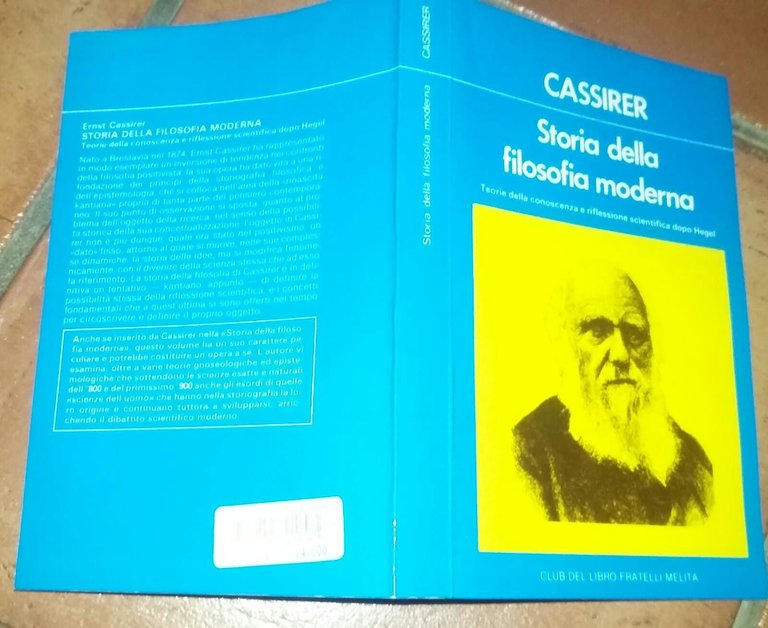 Ernst Cassirer
STORIA DELLA FILOSOFIA MODERNA
Teorie della conoscenza e riflessione scientifica dopo Hegel
Nato a Breslavia nel 1874, Ernst Cassirer ha rappresentato
in modo esemplare un'inversione di tendenza nei confronti
della filosofia positivista: la sua opera ha dato vita a una ri-
fondazione dei principi della storiografia filosofica e
dell'epistemologia, che si colloca nell'area della «rinascita
kantiana» propria di tanta parte del pensiero contempora-
neo. Il suo punto di osservazione si sposta, quanto al pro-
blema dell'oggetto della ricerca, nel senso della possibili-
tà storica della sua concettualizzazione: l'oggetto in Cassi-
rer non è più dunque, quale era stato nel positivismo, un
«dato» fisso, attorno al quale si muove, nelle sue comples-
se dinamiche, la storia delle idee, ma si modifica fenome-
nicamente, con il divenire della scienza stessa che ad esso
fa riferimento. La storia della filosofia di Cassirer è in defi-
nitiva un tentativo — kantiano, appunto — di definire la
possibilità stessa della riflessione scientifica, e i concetti
fondamentali che a quest'ultima si sono offerti nel tempo
per circoscrivere e definire il proprio oggetto.
Anche se inserito da Cassirer nella «Storia della filoso
fia moderna», questo volume ha un suo carattere pe
culiare e potrebbe costituire un'opera a sé. L'autore vi
esamina, oltre a varie teorie gnoseologiche ed episte-
mologiche che sottendono le scienze esatte e naturali
dell'800 e del primissimo '900 anche gli esordi di quelle
«scienze dell'uomo» che hanno nella storiografia la lo-
ro origine e continuano tuttora a svilupparsi, arric-
chendo il dibattito scientifico moderno.
CASSIRER
Storia della filosofia moderna
CASSIRER
Storia della
filosofia moderna
Teorie della conoscenza e riflessione scientifica dopo Hegel
CLUB DEL LIBRO FRATELLI MELITA